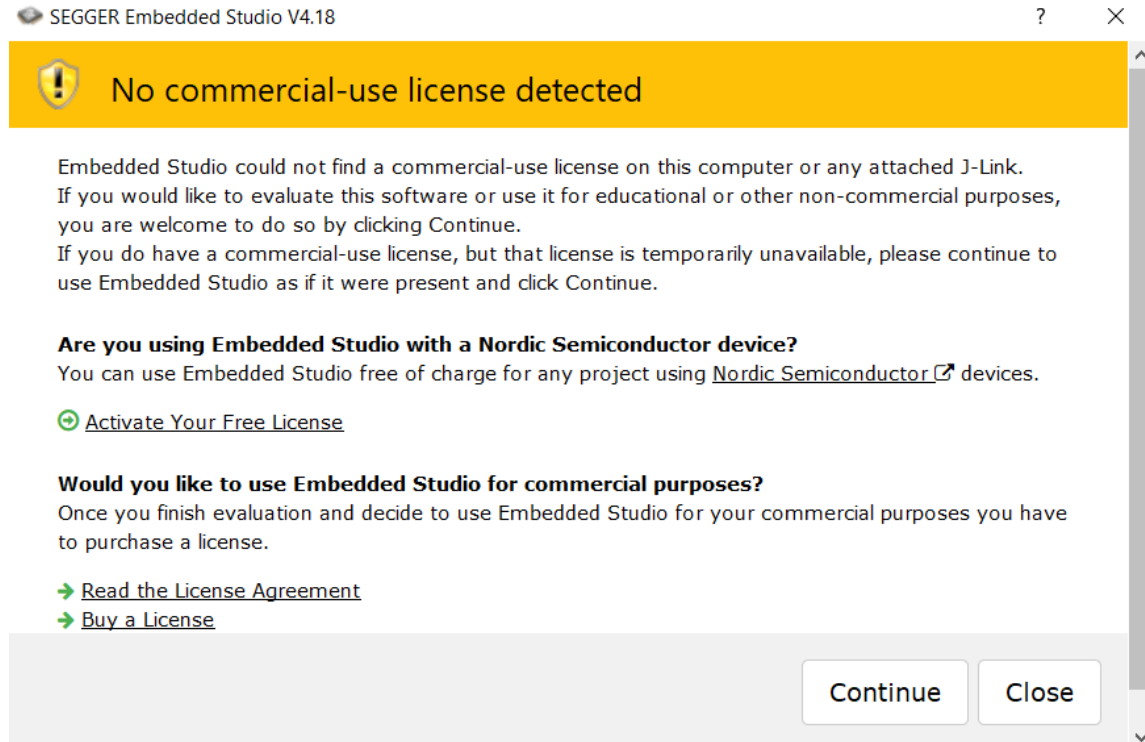 SEGGER Embedded Studio V4.18
No commercial-use license detected
Embedded Studio could not find a commercial-use license on this computer or any attached J-Link.
If you would like to evaluate this software or use it for educational or other non-commercial purposes,
you are welcome to do so by clicking Continue.
If you do have a commercial-use license, but that license is temporarily unavailable, please continue to
use Embedded Studio as if it were present and click Continue.
Are you using Embedded Studio with a Nordic Semiconductor device?
You can use Embedded Studio free of charge for any project using Nordic Semiconductor devices.
Activate Your Free License
Would you like to use Embedded Studio for commercial purposes?
Once you finish evaluation and decide to use Embedded Studio for your commercial purposes you have
to purchase a license.
Read the License Agreement
Buy a License
Continue Close